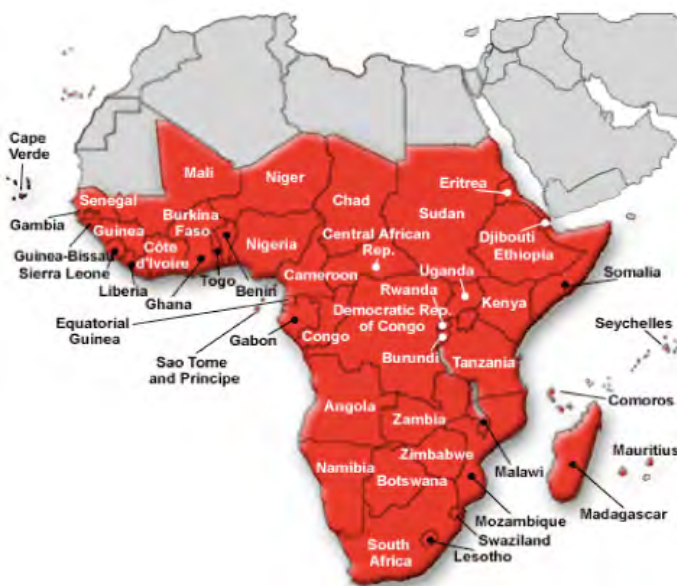 Cape
Verde
Mali
Niger
Eritrea
Senegal
Chad
Gambia
Burkina
Faso
Sudan
Guinea
Djibouti
Guinea-Bissau
Côte
d'Ivoire
Nigeria
Central African
Rep.
Ethiopia
Sierra Leone
Cameroon
Uganda
Somalia
Liberia
Togo
Benin
Rwanda
Ghana
Kenya
Equatorial
Guinea
Democratic Rep.
of Congo
Gabon
Congo
Seychelles
Sao Tome
and Principe
Burundi
Tanzania
Angola
Comoros
Zambia
Mauritius
Zimbabwe
Malawi
Namibia
Botswana
Mozambique
Madagascar
Swaziland
South
Africa
Lesotho